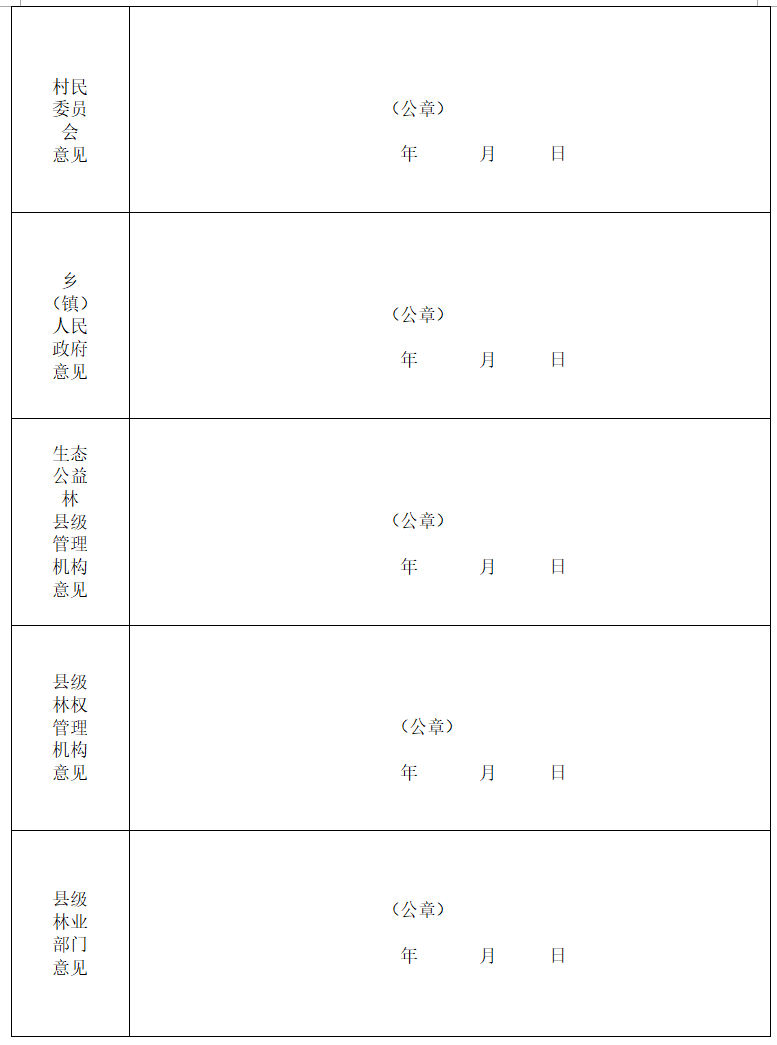 村民
委员
会
意见
（公章）
年 月 日
乡
（镇）
人民
政府
意见
（公章）
年 月 日
生态
公益
林
县级
管理
机构
意见
（公章）
年 月 日
县级
林权
管理
机构
意见
（公章）
年 月 日
县级
林业
部门
意见
（公章）
年 月 日